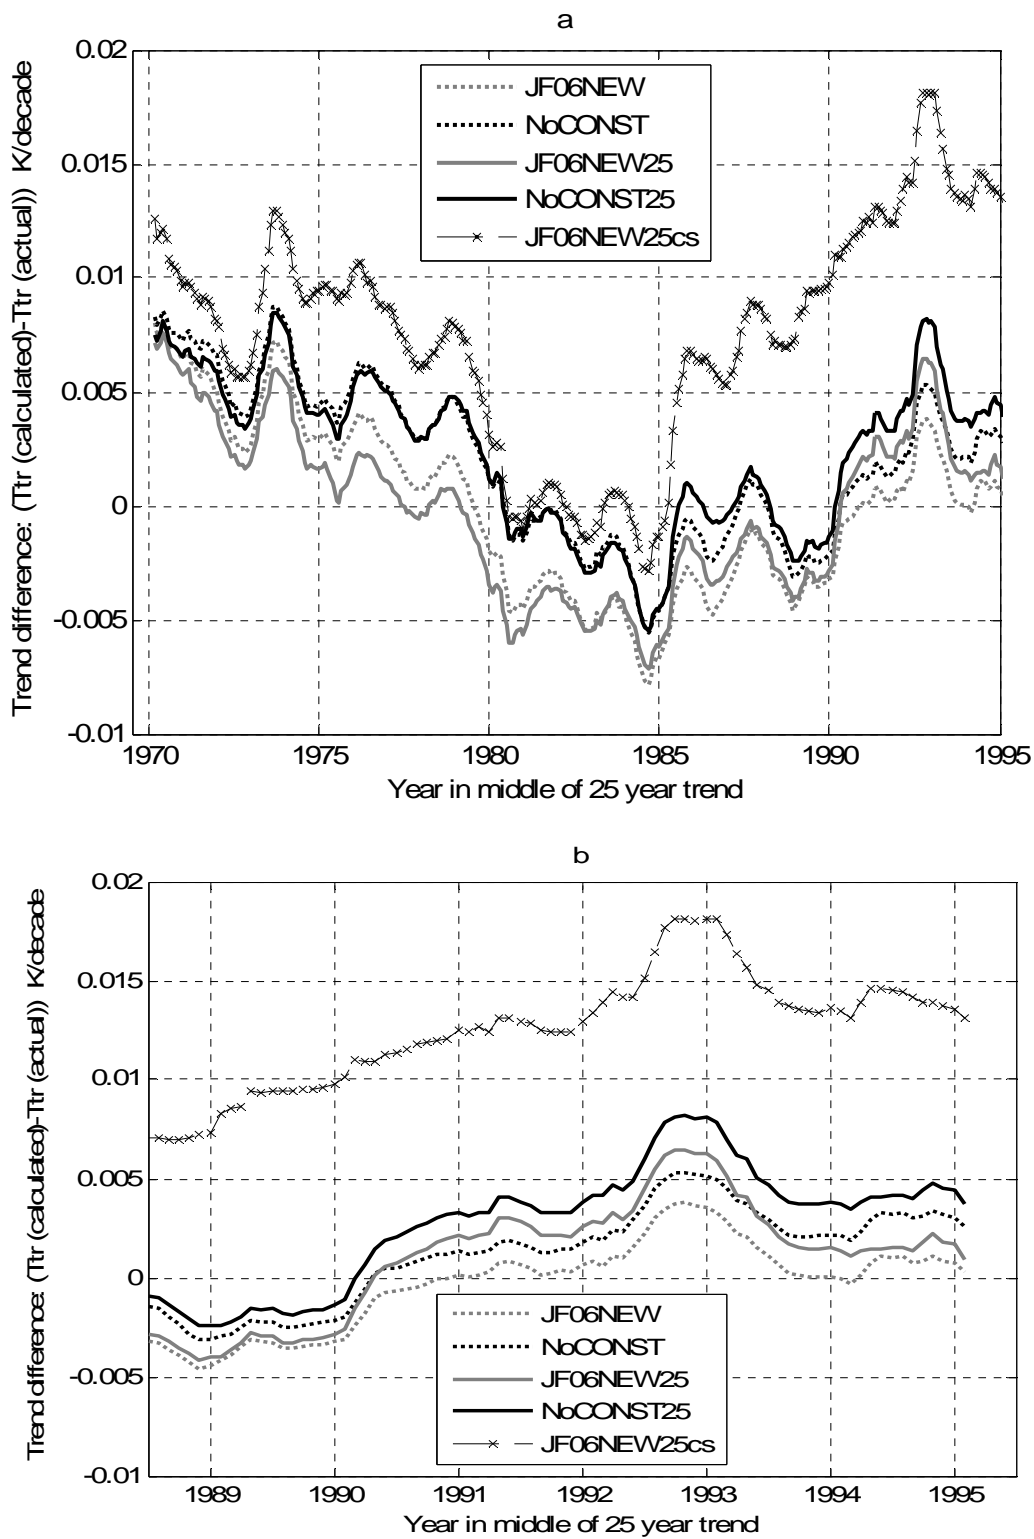 a
Trend difference: (Ttr (calculated)-Ttr (actual)) K/decade
0.02
0.015
0.01
0.005
0
-0.005
-0.01
JF06NEW
NoCONST
JF06NEW25
NoCONST25
JF06NEW25cs
1970 1975 1980 1985 1990 1995
Year in middle of 25 year trend
b
Trend difference: (Ttr (calculated)-Ttr (actual)) K/decade
0.02
0.015
0.01
0.005
0
-0.005
-0.01
JF06NEW
NoCONST
JF06NEW25
NoCONST25
JF06NEW25cs
1989 1990 1991 1992 1993 1994 1995
Year in middle of 25 year trend